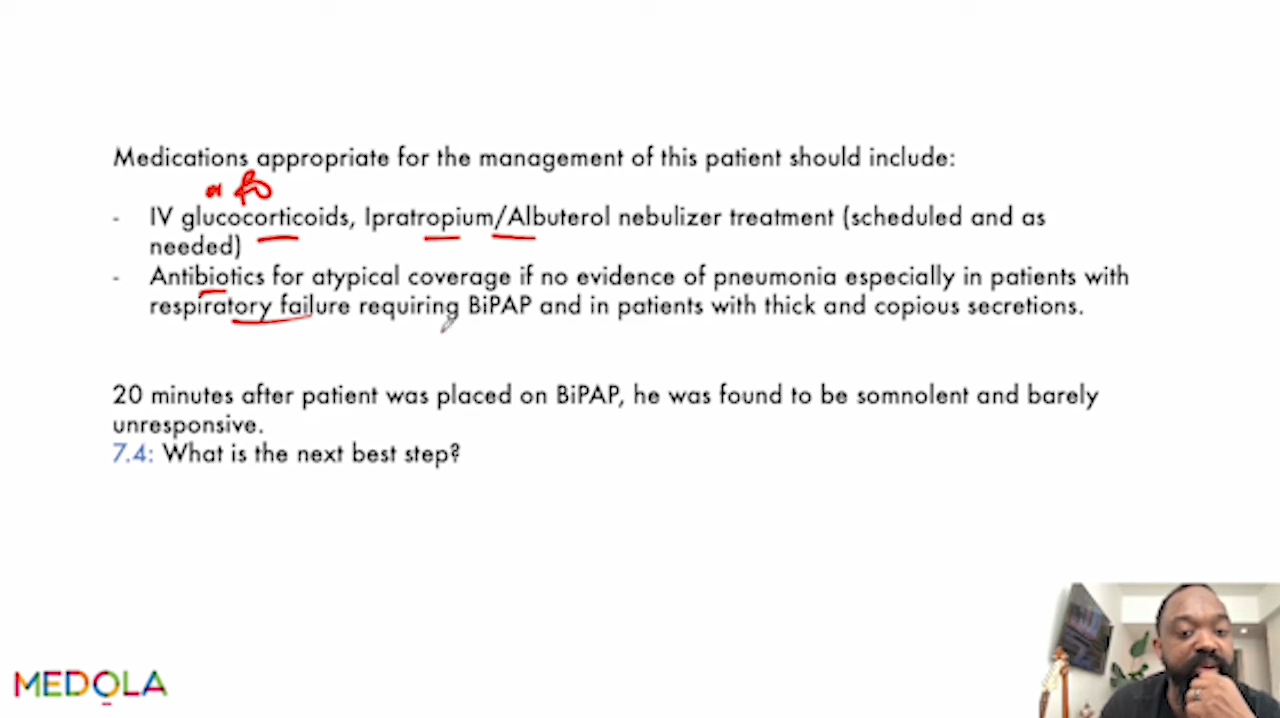 Medications appropriate for the management of this patient should include:
- IV glucocorticoids, Ipratropium/Albuterol nebulizer treatment (scheduled and as
needed)
- Antibiotics for atypical coverage if no evidence of pneumonia especially in patients with
respiratory failure requiring BiPAP and in patients with thick and copious secretions.
20 minutes after patient was placed on BiPAP, he was found to be somnolent and barely
unresponsive.
7.4: What is the next best step?
MEDOLA